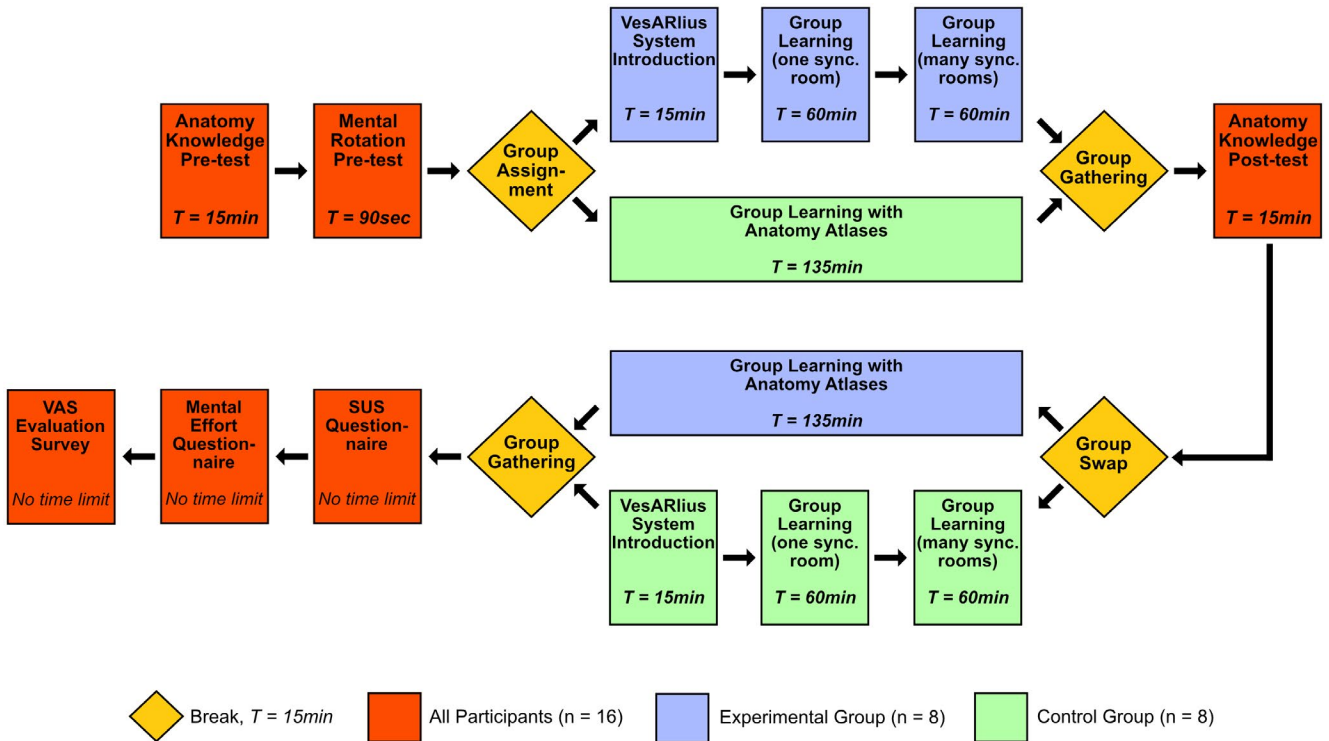 Anatomy
Knowledge
Pre-test
T = 15min
Mental
Rotation
Pre-test
T = 90sec
Group
Assign-
ment
VesARlius
System
Introduction
T = 15min
Group
Learning
(one sync.
room)
T = 60min
Group
Learning
(many sync.
rooms)
T = 60min
Group Learning with
Anatomy Atlases
T = 135min
Group
Gathering
Anatomy
Knowledge
Post-test
T = 15min
Group
Swap
Group Learning with
Anatomy Atlases
T = 135min
VesARlius
System
Introduction
T = 15min
Group
Learning
(one sync.
room)
T = 60min
Group
Learning
(many sync.
rooms)
T = 60min
Group
Gathering
SUS
Question-
naire
No time limit
Mental
Effort
Question-
naire
No time limit
VAS
Evaluation
Survey
No time limit
Break, T = 15min
All Participants (n = 16)
Experimental Group (n = 8)
Control Group (n = 8)